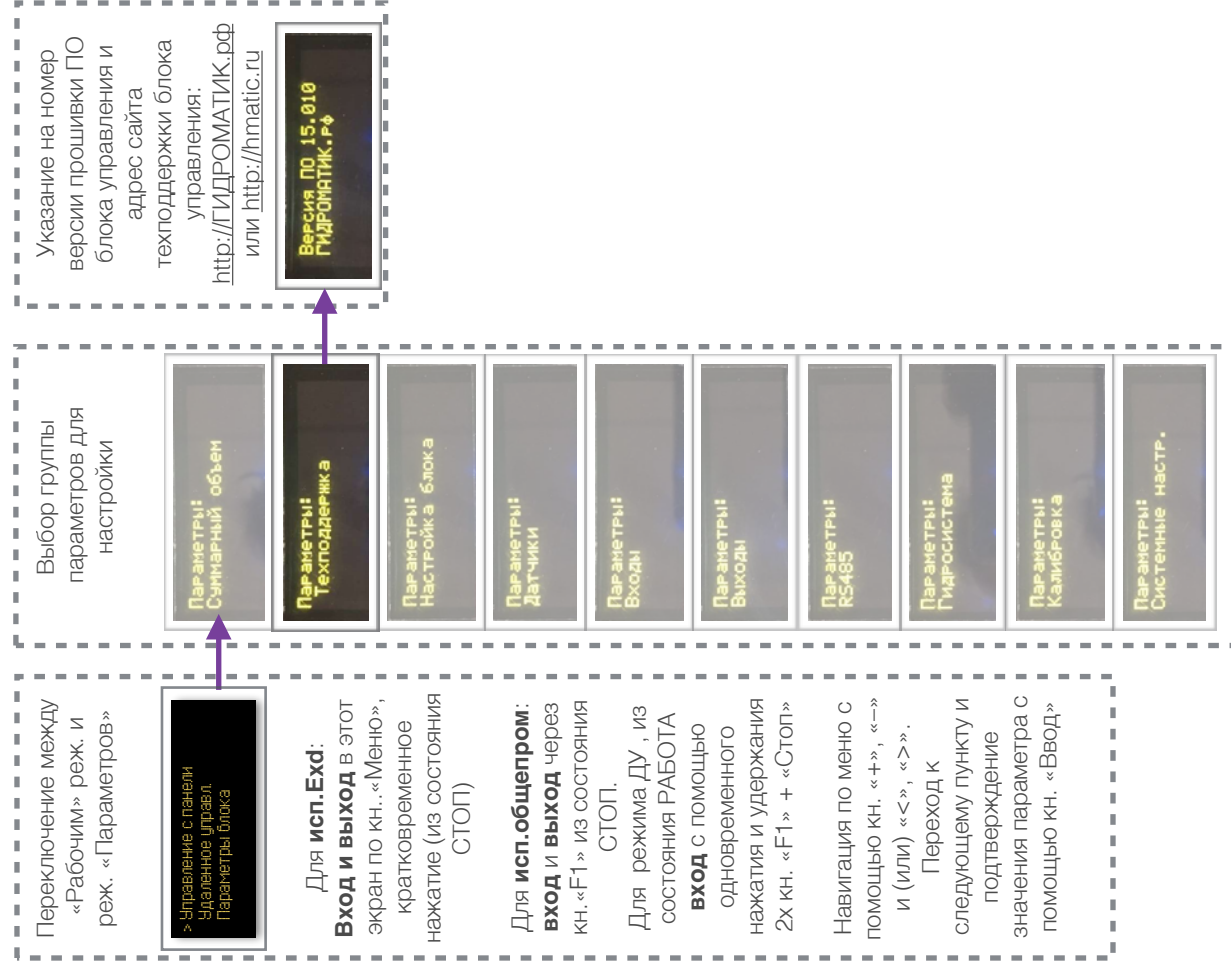 Переключение между
«Рабочим» реж. и
реж. «Параметров»
> Управление с панели
Удаленное управл.
Параметры блока
Для исп.Exd:
Вход и выход в этот
экран по кн.«Меню»,
кратковременное
нажатие (из состояния
СТОП)
Для исп.общепром:
вход и выход через
кн.«F1» из состояния
СТОП.
Для режима ДУ , из
состояния РАБОТА
вход с помощью
одновременного
нажатия и удержания
2х кн. «F1» + «Стоп»
Навигация по меню с
помощью кн. «+», «–»
и (или) «<», «>».
Переход к
следующему пункту и
подтверждение
значения параметра с
помощью кн. «Ввод»
Выбор группы
параметров для
настройки
Параметры:
Суммарный объем
Параметры:
Техподдержка
Параметры:
Настройка блока
Параметры:
Датчики
Параметры:
Входы
Параметры:
Выходы
Параметры:
RS485
Параметры:
Гидросистема
Параметры:
Калибровка
Параметры:
Системные настр.
Указание на номер
версии прошивки ПО
блока управления и
адрес сайта
техподдержки блока
управления:
http://ГИДРОМАТИК.рф
или http://hmatic.ru
Версия ПО 15.010
ГИДРОМАТИК.рф